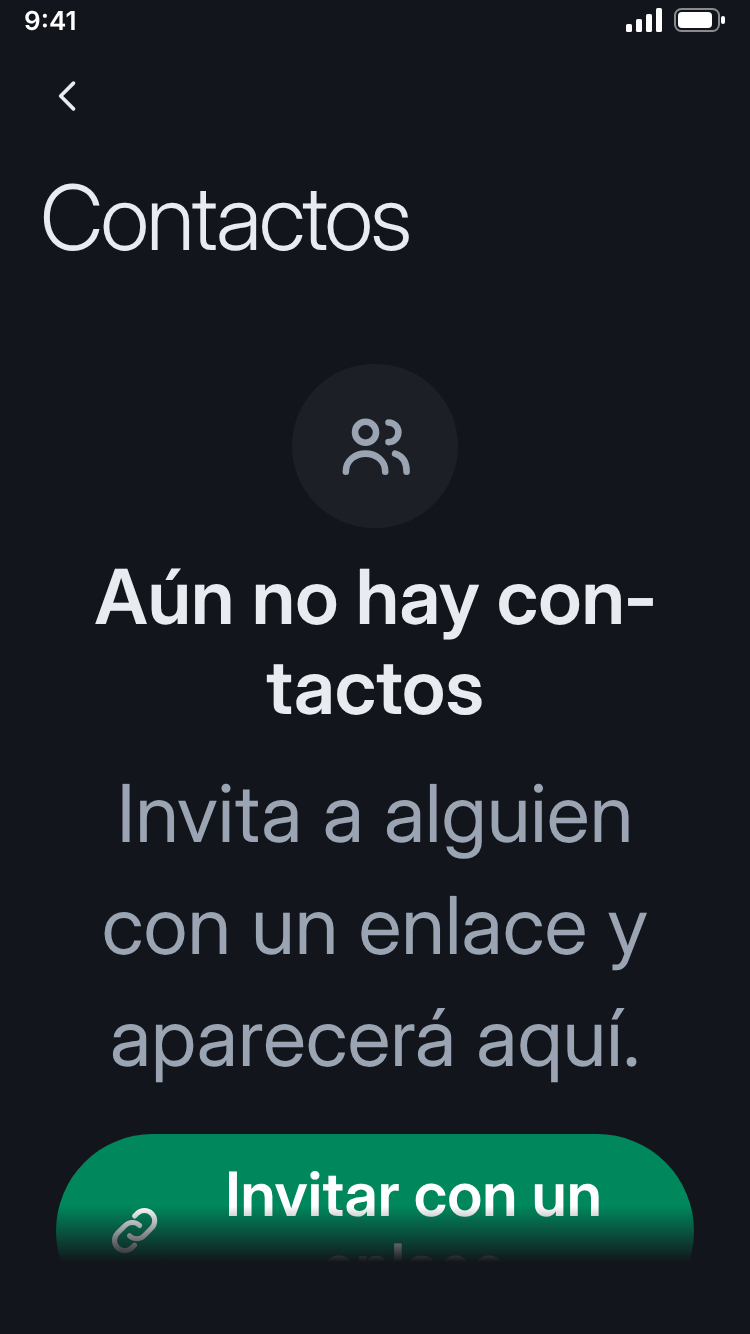 9:41
Contactos
Aún no hay con-
tactos
Invita a alguien
con un enlace y
aparecerá aquí.
Invitar con un